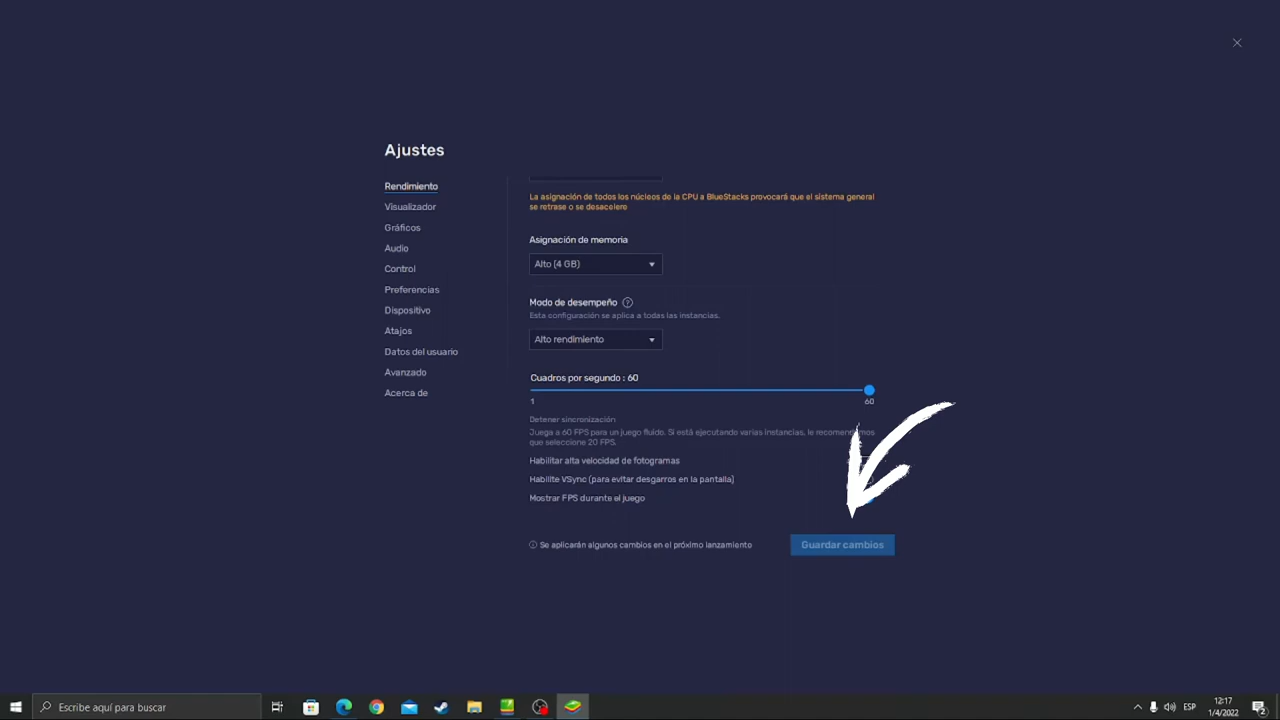 Ajustes
Rendimiento
Visualizador
Gráficos
Audio
Control
Preferencias
Dispositivo
Atajos
Datos del usuario
Avanzado
Acerca de
La asignación de todos los núcleos de la CPU a BlueStacks provocará que el sistema general
se retrase o se desacelere
Asignación de memoria
Alto (4 GB)
Modo de desempeño ?
Esta configuración se aplica a todas las instancias.
Alto rendimiento
Cuadros por segundo : 60
1 60
Detener sincronización
Juega a 60 FPS para un juego fluido. Si está ejecutando varias instancias, le recomendamos
que seleccione 20 FPS.
Habilitar alta velocidad de fotogramas
Habilite VSync (para evitar desgarros en la pantalla)
Mostrar FPS durante el juego
Se aplicarán algunos cambios en el próximo lanzamiento
Guardar cambios
Escribe aquí para buscar
ESP
12:17
1/4/2022
2